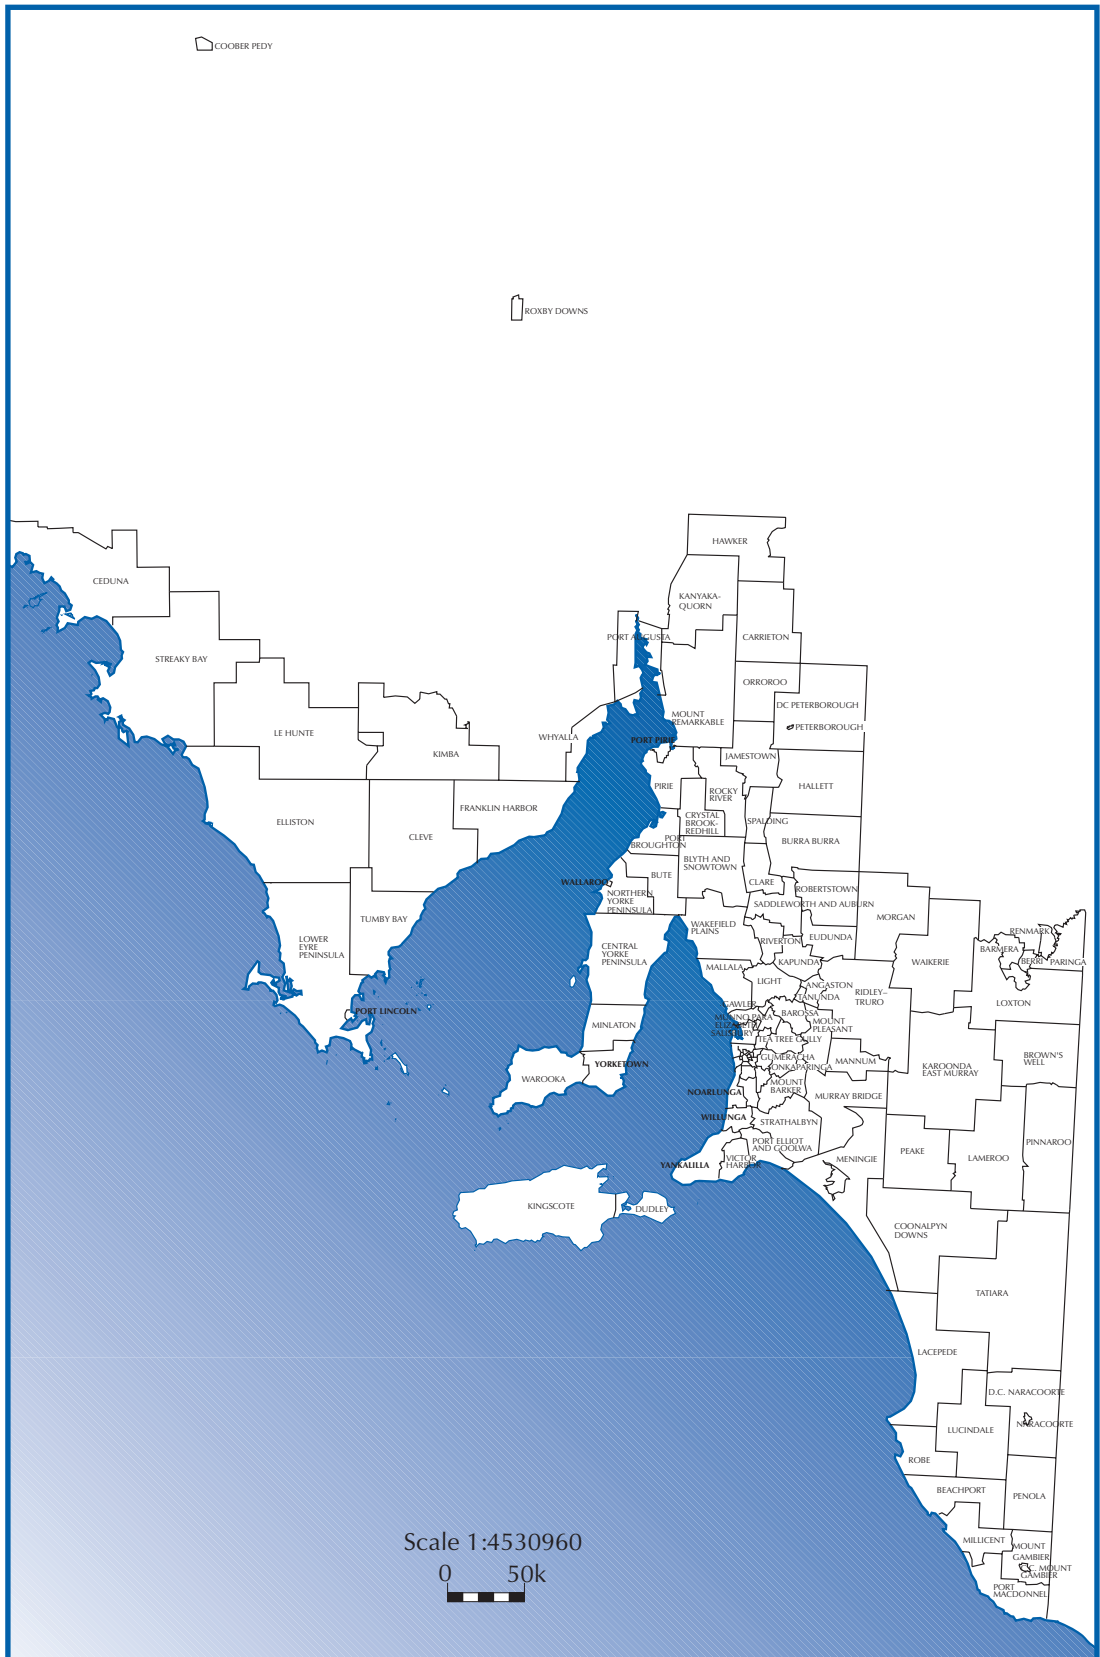 COOBER PEDY
ROXBY DOWNS
HAWKER
CEDUNA
KANYAKA-
QUORN
PORT AUGUSTA
CARRIETON
STREAKY BAY
ORROROO
DC PETERBOROUGH
MOUNT
REMARKABLE
PETERBOROUGH
LE HUNTE
WHYALLA
PORT PIRIE
KIMBA
JAMESTOWN
PIRIE
HALLETT
ROCKY
RIVER
FRANKLIN HARBOR
ELLISTON
CRYSTAL
BROOK-
REDHILL
SPALDING
CLEVE
PORT
BROUGHTON
BURRA BURRA
BLYTH AND
SNOWTOWN
BUTE
WALLAROO
CLARE
ROBERTSTOWN
NORTHERN
YORKE
PENINSULA
SADDLEWORTH AND AUBURN
TUMBY BAY
MORGAN
WAKEFIELD
PLAINS
RENMARK
LOWER
EYRE
PENINSULA
CENTRAL
YORKE
PENINSULA
RIVERTON
EUDUNDA
BARMERA
WAIKERIE
BERRI
PARINGA
MALLALA
KAPUNDA
LIGHT
ANGASTON
TANUNDA
RIDLEY–
TRURO
LOXTON
GAWLER
PORT LINCOLN
BAROSSA
MUNNO PARA
ELIZABETH
SALISBURY
MINLATON
MOUNT
PLEASANT
TEA TREE GULLY
GUMERACHA
ONKAPARINGA
MANNUM
BROWN'S
WELL
YORKETOWN
KAROONDA
EAST MURRAY
WAROOKA
MOUNT
BARKER
NOARLUNGA
MURRAY BRIDGE
WILLUNGA
STRATHALBYN
PORT ELLIOT
AND GOOLWA
PINNAROO
PEAKE
LAMEROO
YANKALILLA
VICTOR
HARBOR
MENINGIE
KINGSCOTE
DUDLEY
COONALPYN
DOWNS
TATIARA
LACEPEDE
D.C. NARACOORTE
NARACOORTE
LUCINDALE
ROBE
BEACHPORT
PENOLA
MILLICENT
MOUNT
GAMBIER
D.C. MOUNT
GAMBIER
PORT
MACDONNEL
Scale 1:4530960
0 50k